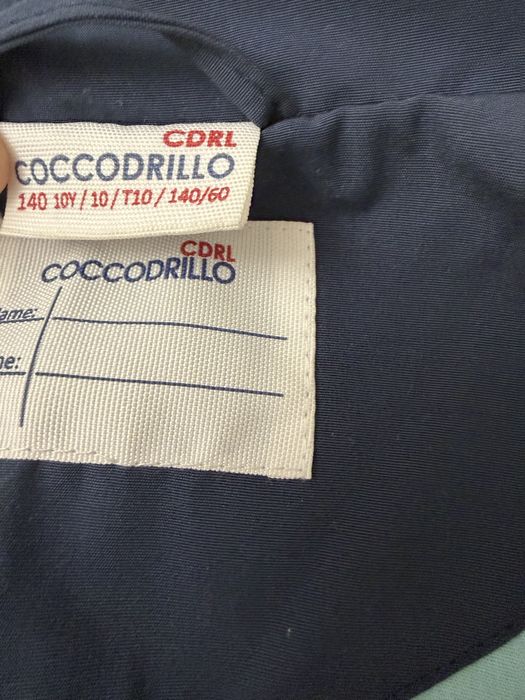 CDRL
COCCODRILLO
140 10Y / 10 / T10 / 140/60
CDRL
COCCODRILLO
ame:
ne: